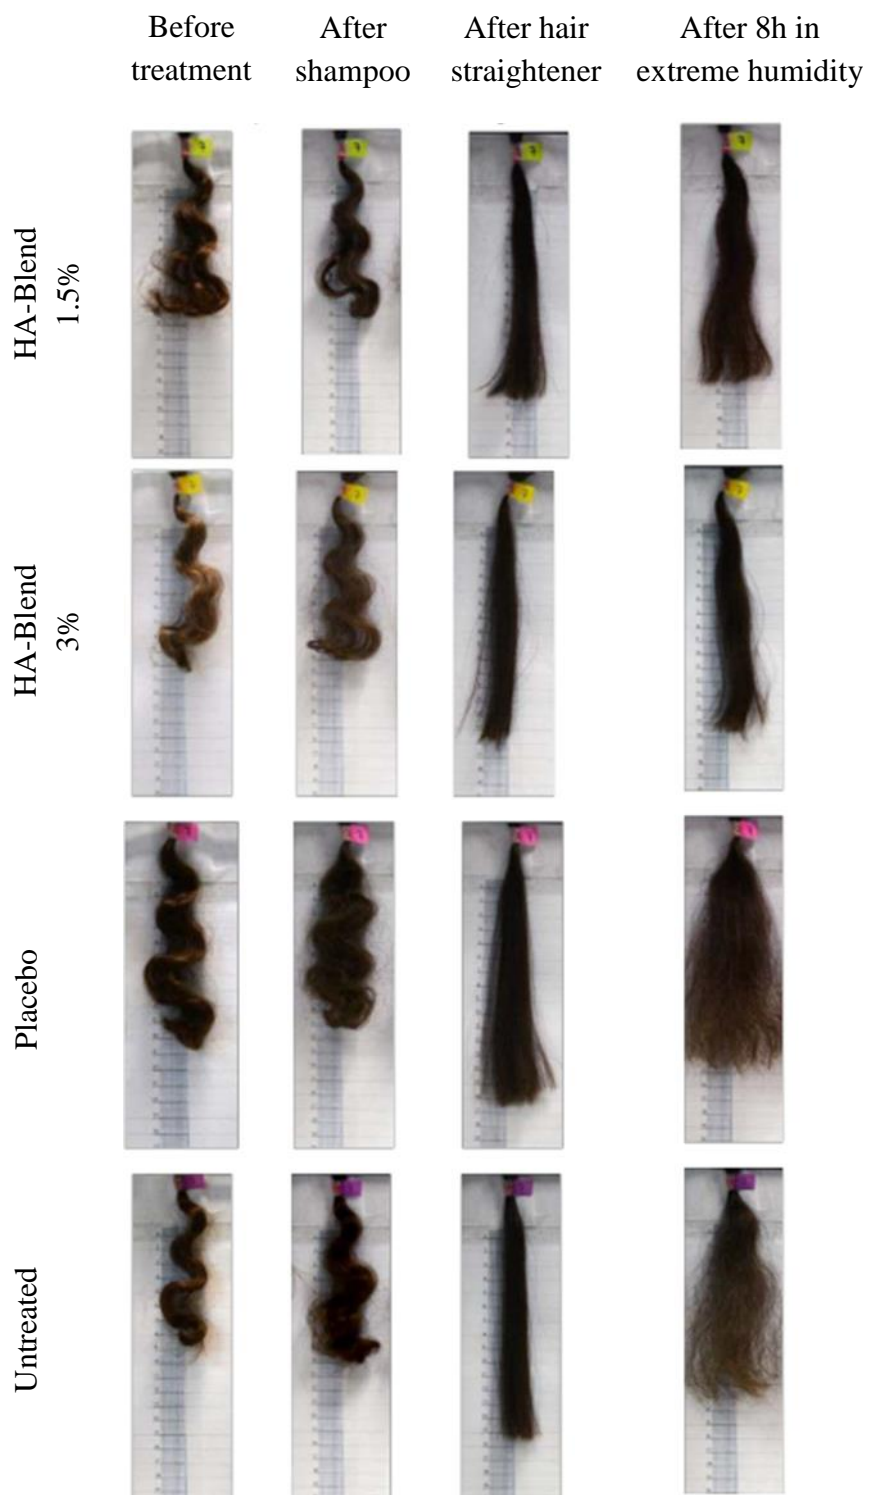 Before
treatment
After
shampoo
After hair
straightener
After 8h in
extreme humidity
HA-Blend
1.5%
HA-Blend
3%
Placebo
Untreated